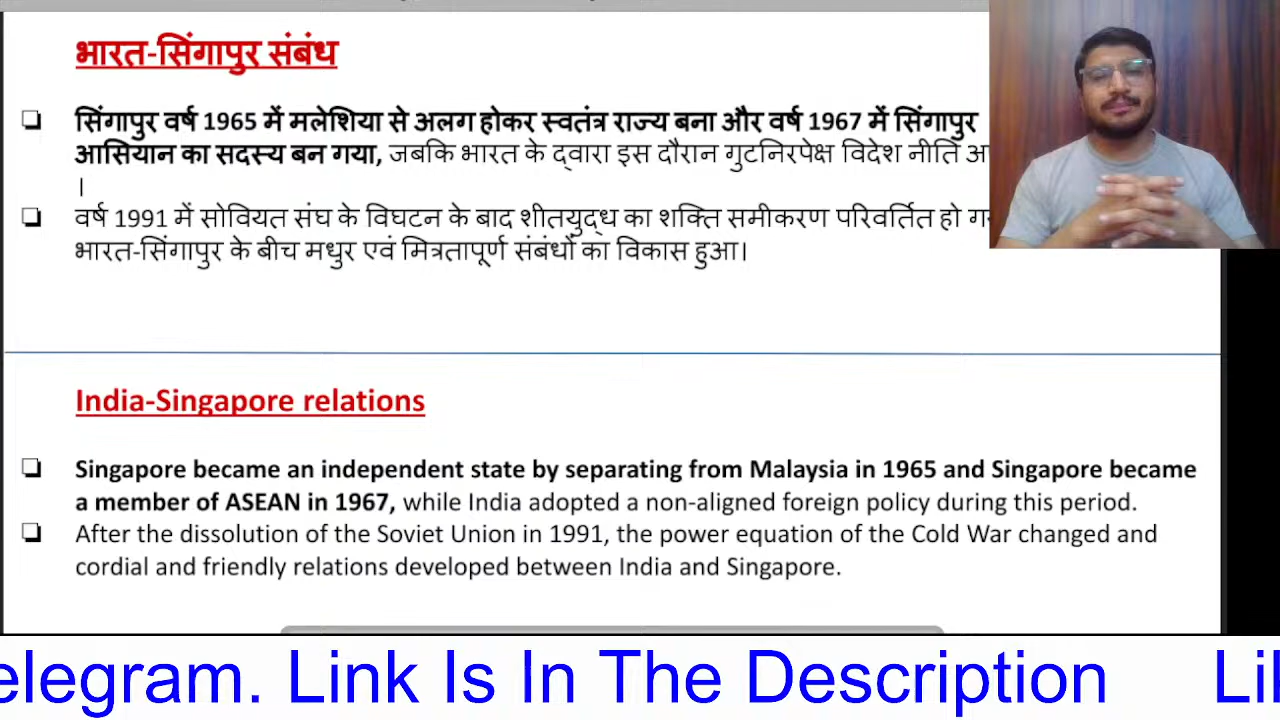 भारत-सिंगापुर संबंध
❏ सिंगापुर वर्ष 1965 में मलेशिया से अलग होकर स्वतंत्र राज्य बना और वर्ष 1967 में सिंगापुर
आसियान का सदस्य बन गया, जबकि भारत के द्वारा इस दौरान गुटनिरपेक्ष विदेश नीति
।
❏ वर्ष 1991 में सोवियत संघ के विघटन के बाद शीतयुद्ध का शक्ति समीकरण परिवर्तित हो
भारत-सिंगापुर के बीच मधुर एवं मित्रतापूर्ण संबंधों का विकास हुआ।
India-Singapore relations
❏ Singapore became an independent state by separating from Malaysia in 1965 and Singapore became
a member of ASEAN in 1967, while India adopted a non-aligned foreign policy during this period.
❏ After the dissolution of the Soviet Union in 1991, the power equation of the Cold War changed and
cordial and friendly relations developed between India and Singapore.
elegram. Link Is In The Description